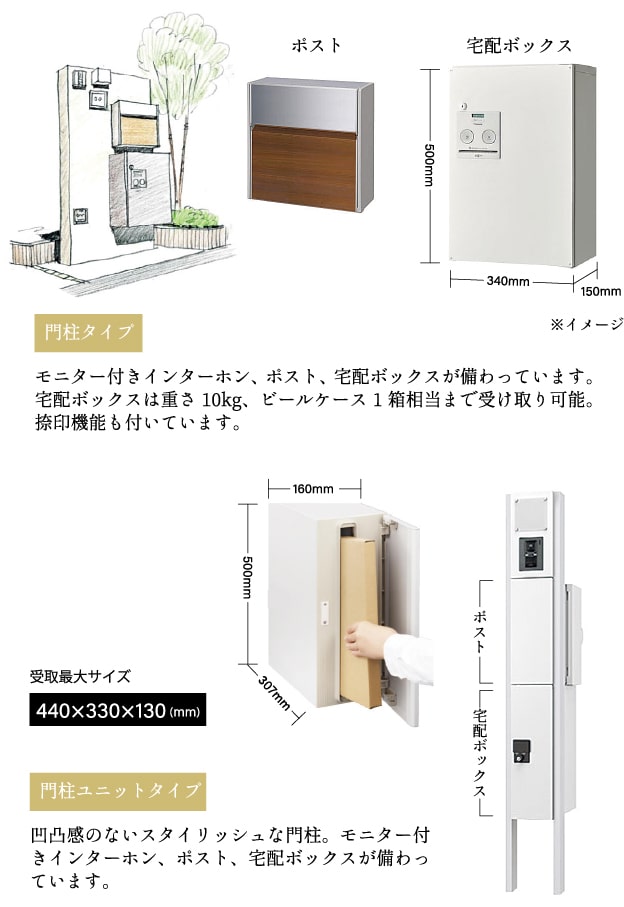 ポスト
宅配ボックス
500mm
340mm
150mm
※イメージ
門柱タイプ
モニター付きインターホン、ポスト、宅配ボックスが備わっています。
宅配ボックスは重さ 10kg、ビールケース 1 箱相当まで受け取り可能。
捺印機能も付いています。
160mm
500mm
307mm
受取最大サイズ
440×330×130 (mm)
ポスト
宅配ボックス
門柱ユニットタイプ
凹凸感のないスタイリッシュな門柱。モニター付
きインターホン、ポスト、宅配ボックスが備わっ
ています。